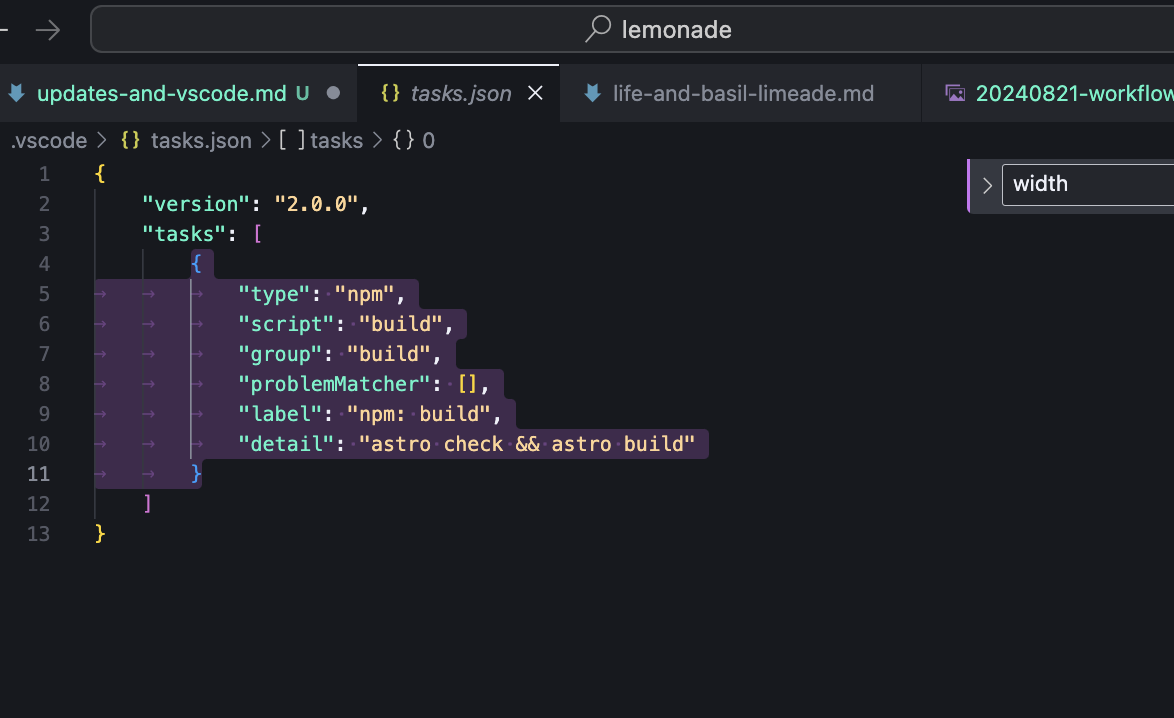 lemonade
updates-and-vscode.md U
{} tasks.json
life-and-basil-limeade.md
20240821-workflow
.vscode > {} tasks.json > [ ] tasks > {} 0
width
1 {
2 "version": "2.0.0",
3 "tasks": [
4 {
5 "type": "npm",
6 "script": "build",
7 "group": "build",
8 "problemMatcher": [],
9 "label": "npm: build",
10 "detail": "astro check && astro build"
11 }
12 ]
13 }